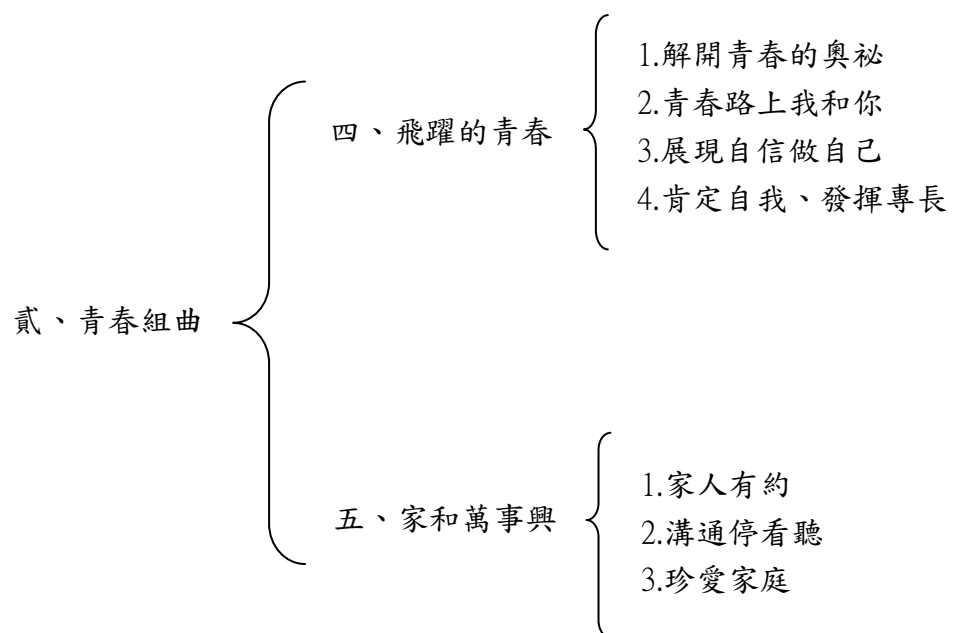 貳、青春組曲
四、飛躍的青春
1.解開青春的奧祕
2.青春路上我和你
3.展現自信做自己
4.肯定自我、發揮專長
五、家和萬事興
1.家人有約
2.溝通停看聽
3.珍愛家庭